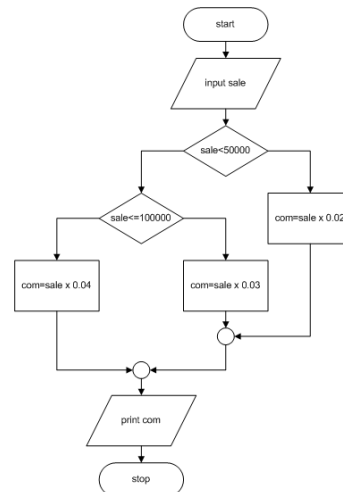 start
input sale
sale<50000
sale<=100000
com=sale x 0.02
com=sale x 0.04
com=sale x 0.03
print com
stop